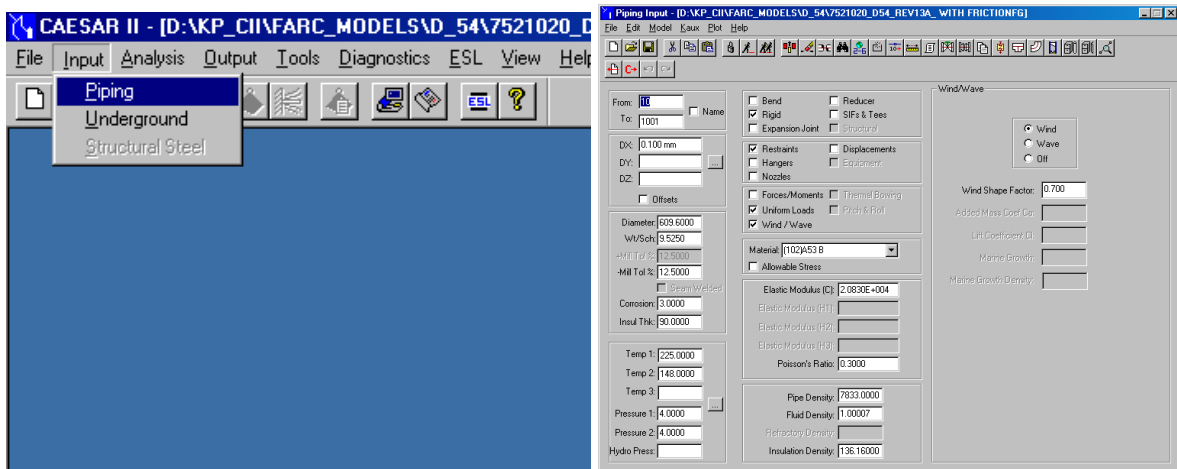 CAESAR II - [D:\KP_CII\FARC_MODELS\D_54\7521020_D
File Input Analysis Output Tools Diagnostics ESL View Help
Piping
Underground
Structural Steel
ESL
Piping Input - [D:\KP_CII\FARC_MODELS\D_54\7521020_D54_REV13A_ WITH FRICTIONFG]
File Edit Model Kaux Plot Help
From: 10
To: 1001
Name
DX: 0.100 mm
DY:
...
DZ:
Offsets
Diameter: 609.6000
Wt/Sch: 9.5250
+Mill Tol %: 12.5000
-Mill Tol %: 12.5000
Seam Welded
Corrosion: 3.0000
Insul Thk: 90.0000
Temp 1: 225.0000
Temp 2: 148.0000
Temp 3:
...
Pressure 1: 4.0000
Pressure 2: 4.0000
Hydro Press:
Bend Reducer
Rigid SIFs & Tees
Expansion Joint Structural
Restraints Displacements
Hangers Equipment
Nozzles
Forces/Moments Thermal Bowing
Uniform Loads Pitch & Roll
Wind / Wave
Material: (102)A53 B
Allowable Stress
Elastic Modulus (C): 2.0830E+004
Elastic Modulus (H1):
Elastic Modulus (H2):
Elastic Modulus (H3):
Poisson's Ratio: 0.3000
Pipe Density: 7833.0000
Fluid Density: 1.00007
Refractory Density:
Insulation Density: 136.16000
Wind/Wave
Wind
Wave
Off
Wind Shape Factor: 0.700
Added Mass Coef Ca:
Lift Coefficient Cl:
Marine Growth:
Marine Growth Density: